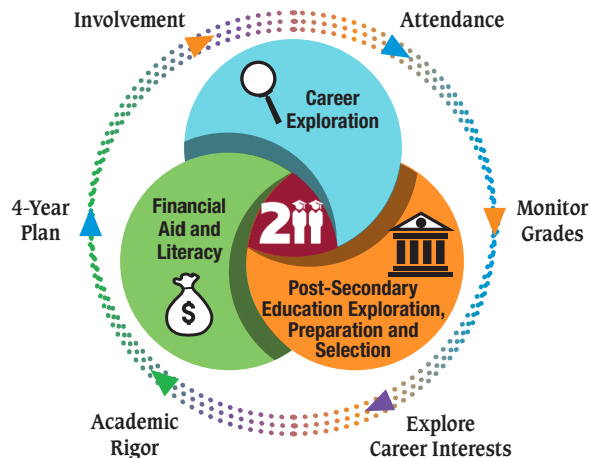 Involvement
Attendance
Career
Exploration
4-Year
Plan
Financial
Aid and
Literacy
2
Monitor
Grades
$
Post-Secondary
Education Exploration,
Preparation and
Selection
Academic
Rigor
Explore
Career Interests